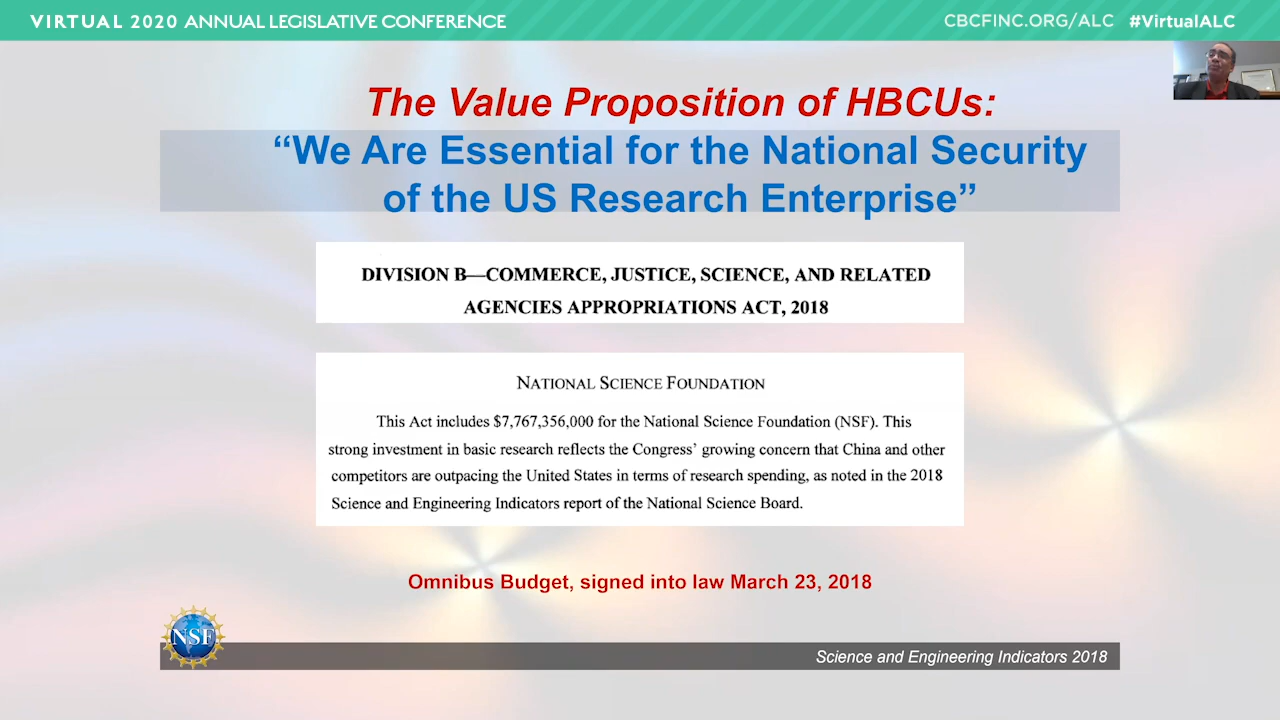 VIRTUAL 2020 ANNUAL LEGISLATIVE CONFERENCE
CBCFINC.ORG/ALC #VirtualALC
The Value Proposition of HBCUs:
“We Are Essential for the National Security
of the US Research Enterprise”
DIVISION B—COMMERCE, JUSTICE, SCIENCE, AND RELATED
AGENCIES APPROPRIATIONS ACT, 2018
NATIONAL SCIENCE FOUNDATION
This Act includes $7,767,356,000 for the National Science Foundation (NSF). This
strong investment in basic research reflects the Congress’ growing concern that China and other
competitors are outpacing the United States in terms of research spending, as noted in the 2018
Science and Engineering Indicators report of the National Science Board.
Omnibus Budget, signed into law March 23, 2018
NSF
Science and Engineering Indicators 2018